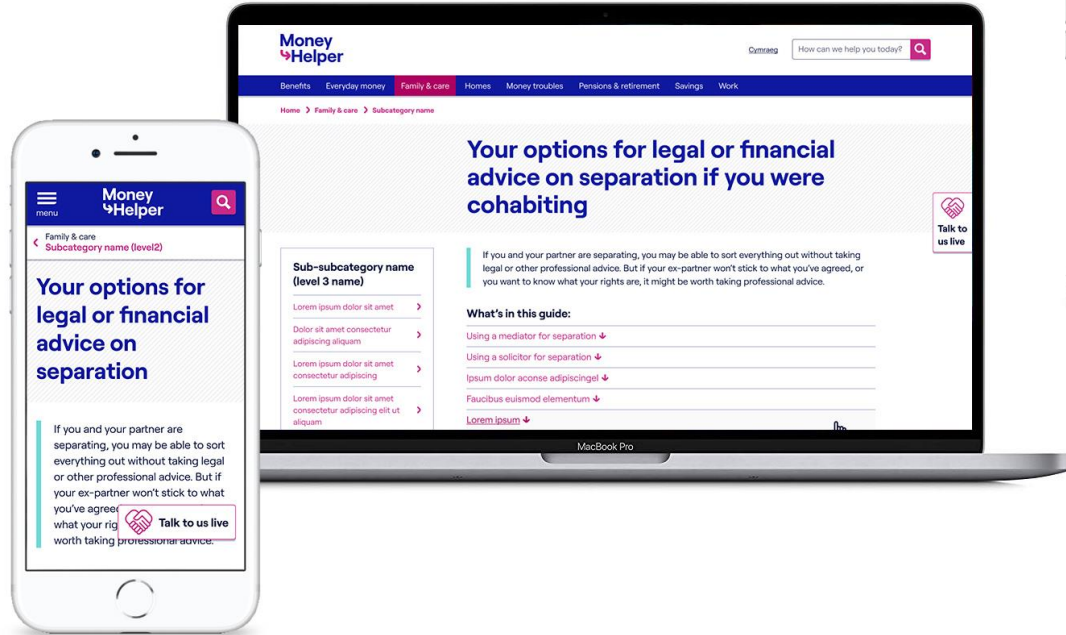 Money
Helper
menu
Family & care
Subcategory name (level2)
Your options for
legal or financial
advice on
separation
If you and your partner are
separating, you may be able to sort
everything out without taking legal
or other professional advice. But if
your ex-partner won't stick to what
you've agree
what your rig
worth taking professional advice.
Talk to us live
Money
Helper
Cymraeg
How can we help you today?
Benefits Everyday money Family & care Homes Money troubles Pensions & retirement Savings Work
Home > Family & care > Subcategory name
Your options for legal or financial
advice on separation if you were
cohabiting
Talk to
us live
Sub-subcategory name
(level 3 name)
Lorem ipsum dolor sit amet
Dolor sit amet consectetur
adipiscing aliquam
Lorem ipsum dolor sit amet
consectetur adipiscing
Lorem ipsum dolor sit amet
consectetur adipiscing elit ut
aliquam
If you and your partner are separating, you may be able to sort everything out without taking
legal or other professional advice. But if your ex-partner won't stick to what you've agreed, or
you want to know what your rights are, it might be worth taking professional advice.
What's in this guide:
Using a mediator for separation
Using a solicitor for separation
Ipsum dolor aconse adipiscingel
Faucibus euismod elementum
Lorem ipsum
MacBook Pro